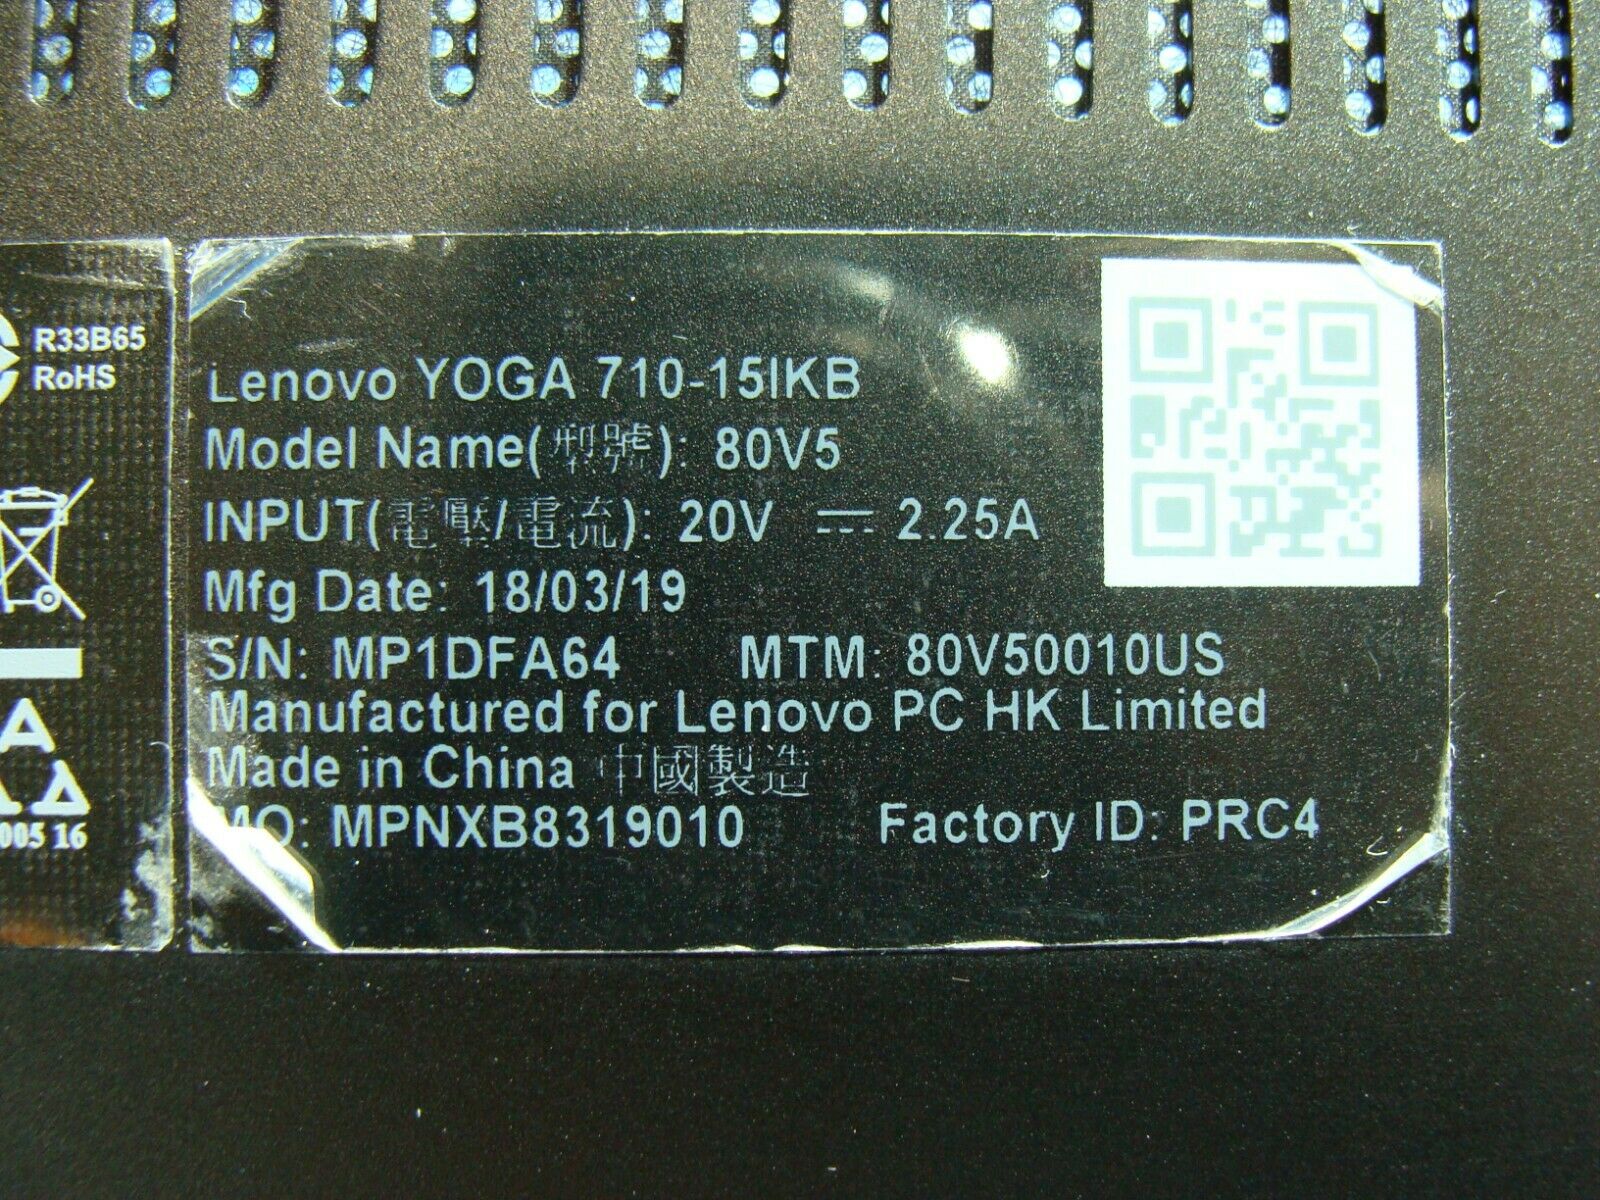 R33B65
RoHS
005 16
Lenovo YOGA 710-15IKB
Model Name(型號): 80V5
INPUT(電壓/電流): 20V ⎓ 2.25A
Mfg Date: 18/03/19
S/N: MP1DFA64 MTM: 80V50010US
Manufactured for Lenovo PC HK Limited
Made in China 中國製造
MO: MPNXB8319010 Factory ID: PRC4